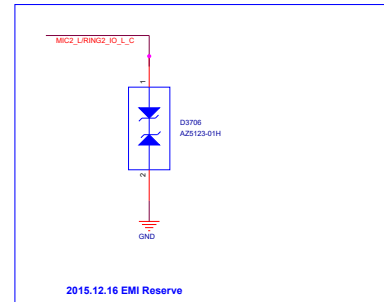 MIC2_L/RING2_IO_L_C
1
D3706
AZ5123-01H
2
GND
2015.12.16 EMI Reserve